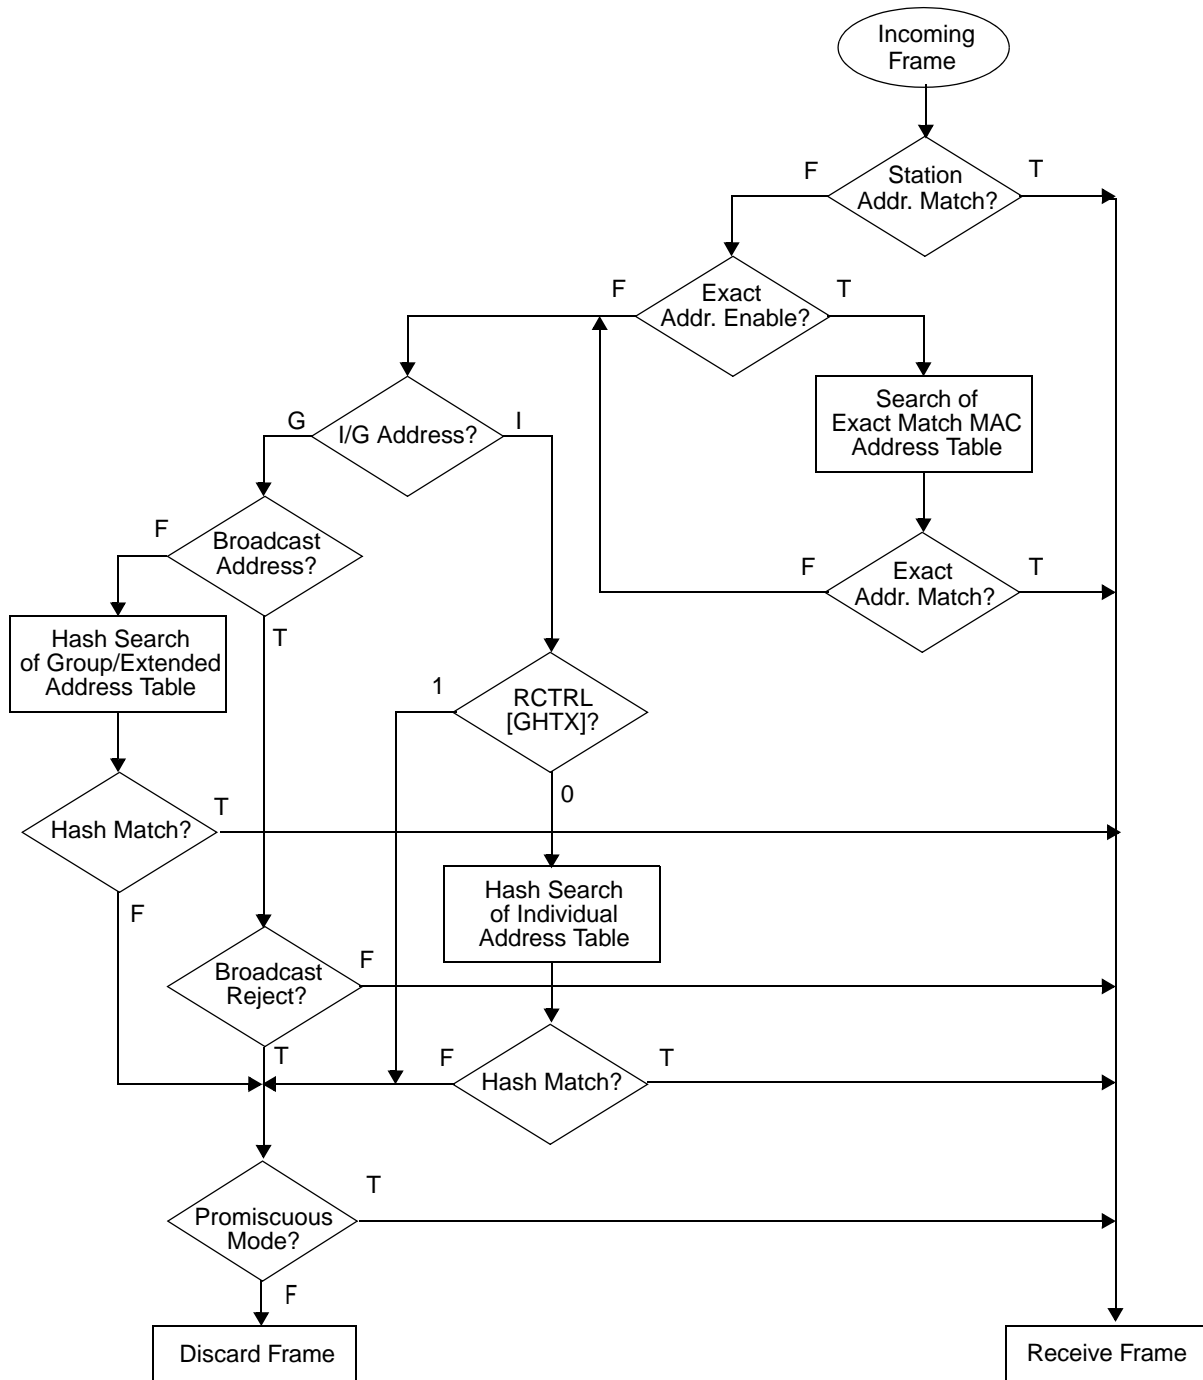 Incoming
Frame
F
Station
Addr. Match?
T
F
Exact
Addr. Enable?
T
Search of
Exact Match MAC
Address Table
G
I/G Address?
I
F
Broadcast
Address?
T
F
Exact
Addr. Match?
T
Hash Search
of Group/Extended
Address Table
1
RCTRL
[GHTX]?
0
Hash Match?
T
F
Hash Search
of Individual
Address Table
Broadcast
Reject?
F
T
F
Hash Match?
T
Promiscuous
Mode?
T
F
Discard Frame
Receive Frame